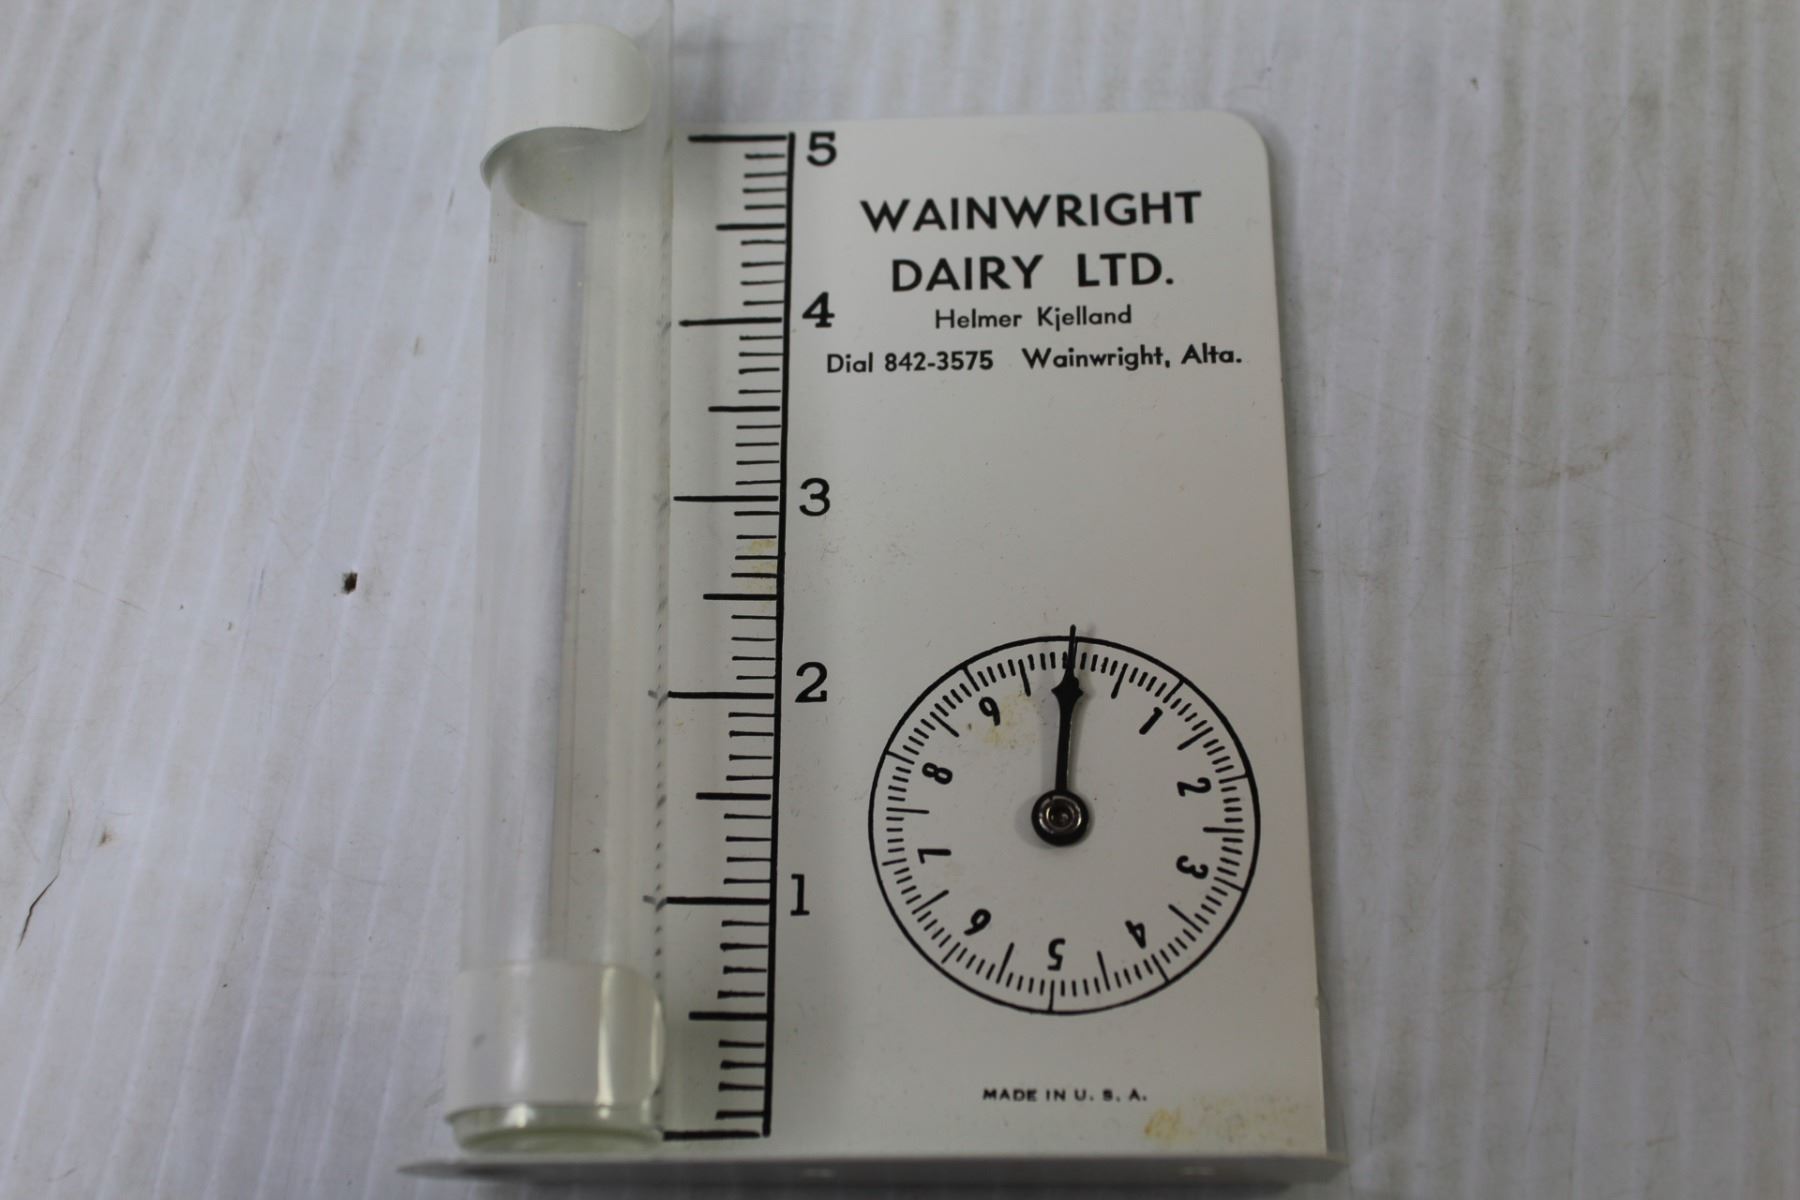 5
4
3
2
1
WAINWRIGHT
DAIRY LTD.
Helmer Kjelland
Dial 842-3575 Wainwright, Alta.
1
2
3
4
5
6
7
8
9
MADE IN U. S. A.